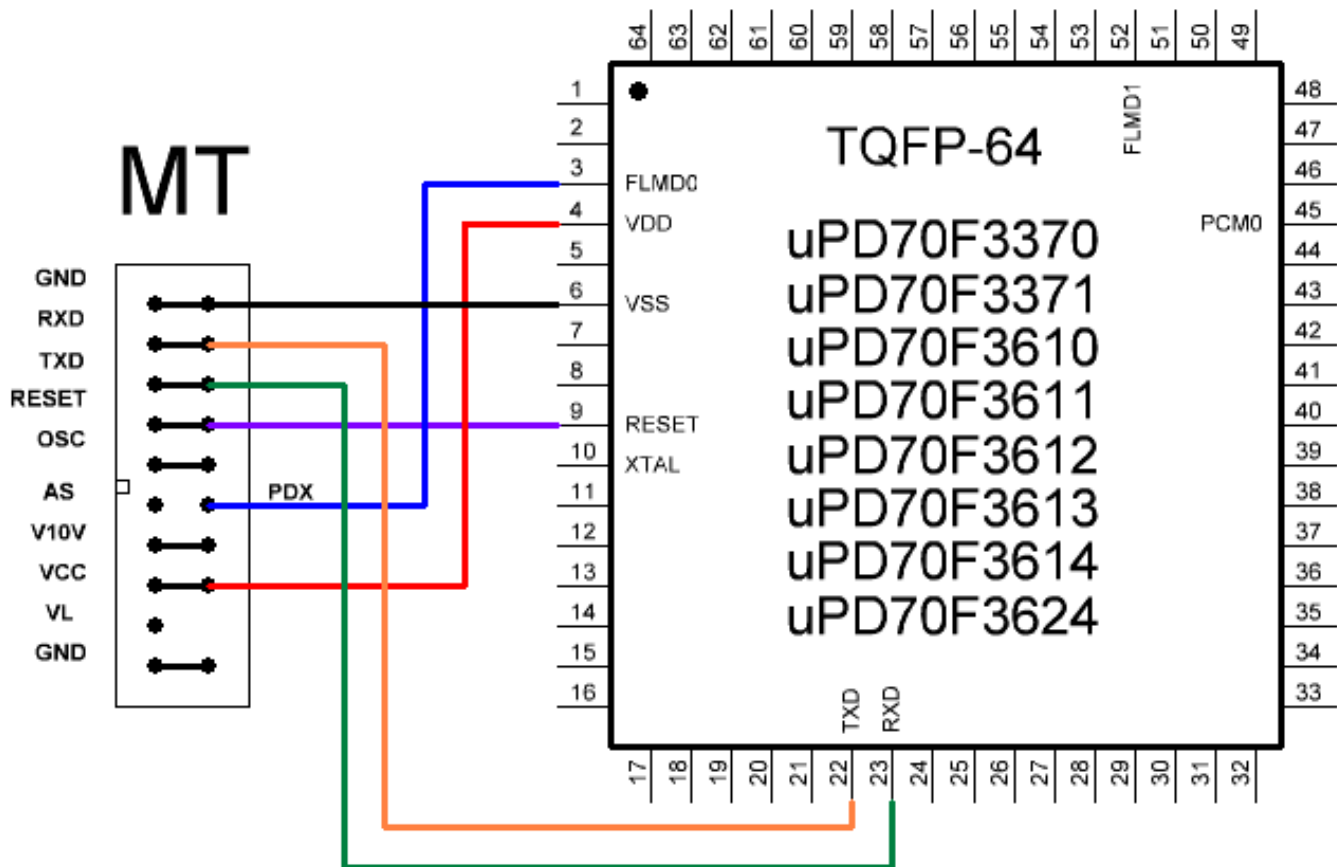 64 63 62 61 60 59 58 57 56 55 54 53 52 51 50 49
MT
GND
RXD
TXD
RESET
OSC
AS
V10V
VCC
VL
GND
PDX
1
2
3
4
5
6
7
8
9
10
11
12
13
14
15
16
FLMD0
VDD
VSS
RESET
XTAL
FLMD1
TQFP-64
uPD70F3370
uPD70F3371
uPD70F3610
uPD70F3611
uPD70F3612
uPD70F3613
uPD70F3614
uPD70F3624
PCM0
48
47
46
45
44
43
42
41
40
39
38
37
36
35
34
33
TXD
RXD
17 18 19 20 21 22 23 24 25 26 27 28 29 30 31 32